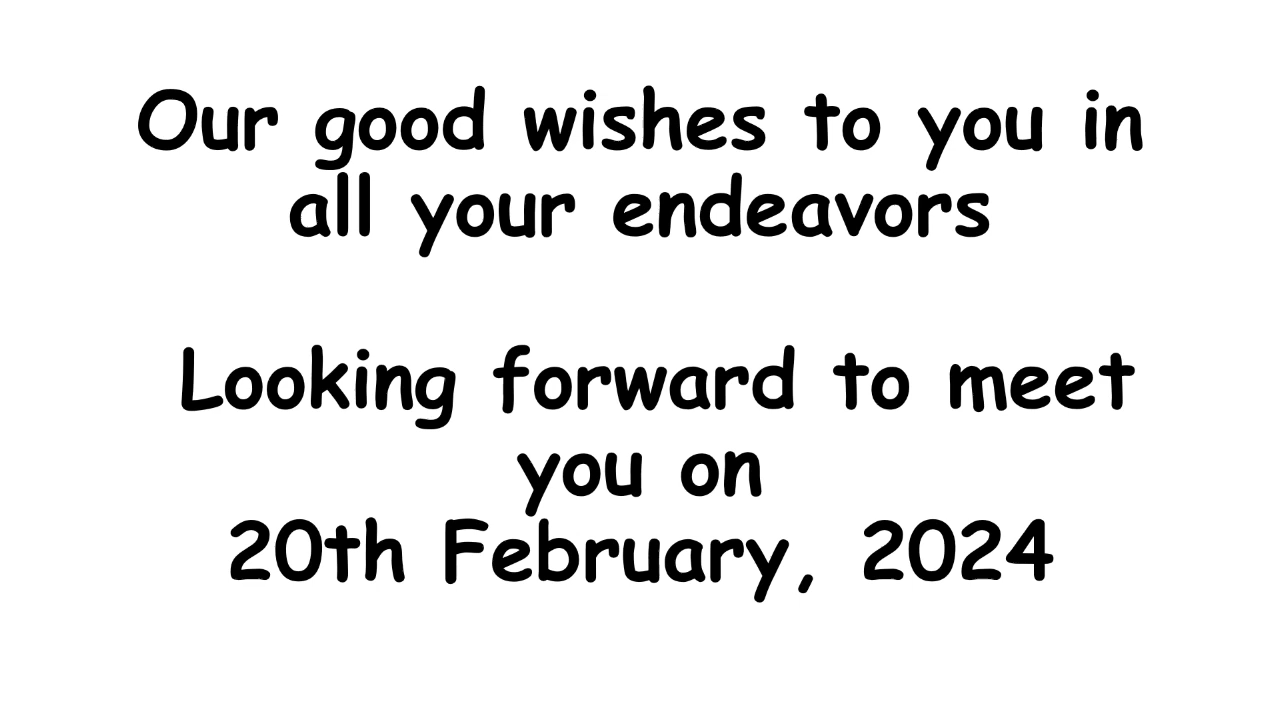 Our good wishes to you in
all your endeavors
Looking forward to meet
you on
20th February, 2024